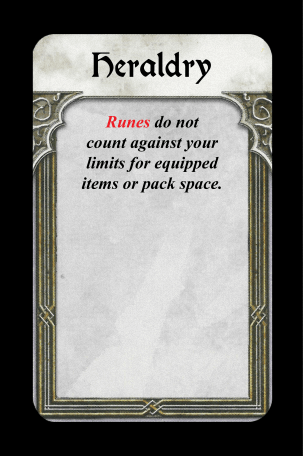 Heraldry
Runes do not
count against your
limits for equipped
items or pack space.